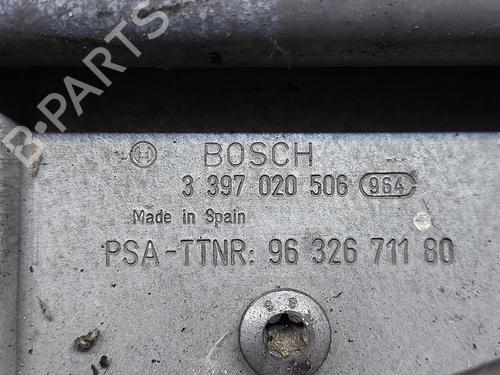 B-PARTS
BOSCH
3 397 020 506 964
Made in Spain
PSA-TTNR: 96 326 711 80